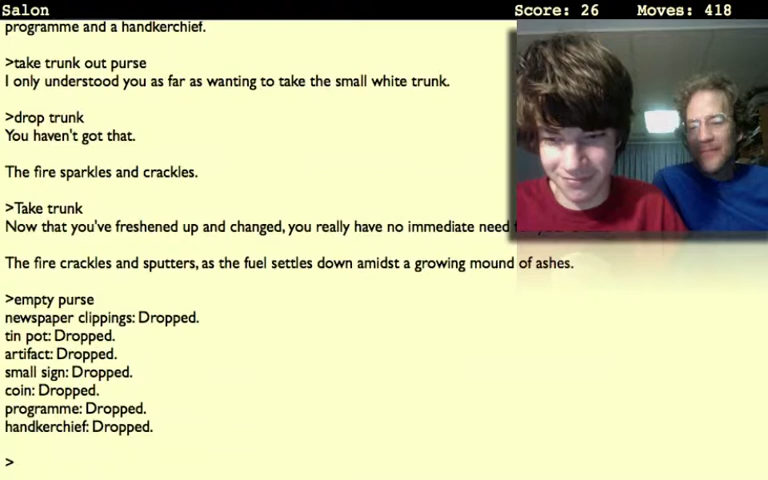 Salon Score: 26 Moves: 418
programme and a handkerchief.
>take trunk out purse
I only understood you as far as wanting to take the small white trunk.
>drop trunk
You haven't got that.
The fire sparkles and crackles.
>Take trunk
Now that you've freshened up and changed, you really have no immediate need
The fire crackles and sputters, as the fuel settles down amidst a growing mound of ashes.
>empty purse
newspaper clippings: Dropped.
tin pot: Dropped.
artifact: Dropped.
small sign: Dropped.
coin: Dropped.
programme: Dropped.
handkerchief: Dropped.
>